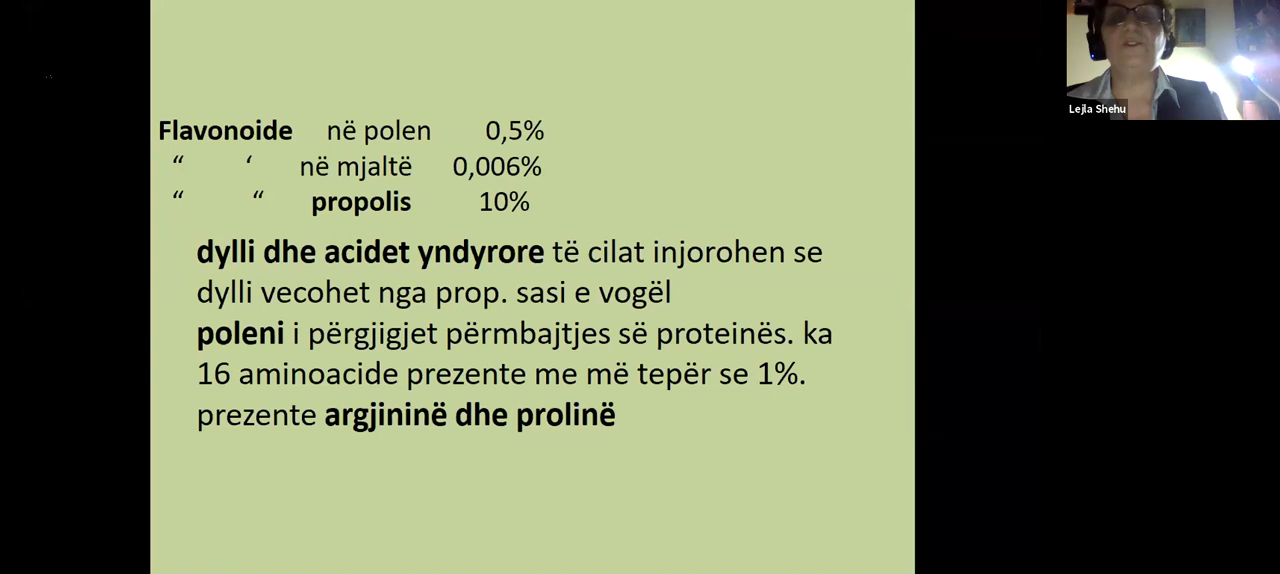 Flavonoide në polen 0,5%
“ ‘ në mjaltë 0,006%
“ “ propolis 10%
dylli dhe acidet yndyrore të cilat injorohen se
dylli vecohet nga prop. sasi e vogël
poleni i përgjigjet përmbajtjes së proteinës. ka
16 aminoacide prezente me më tepër se 1%.
prezente argjininë dhe prolinë
Lejla Shehu